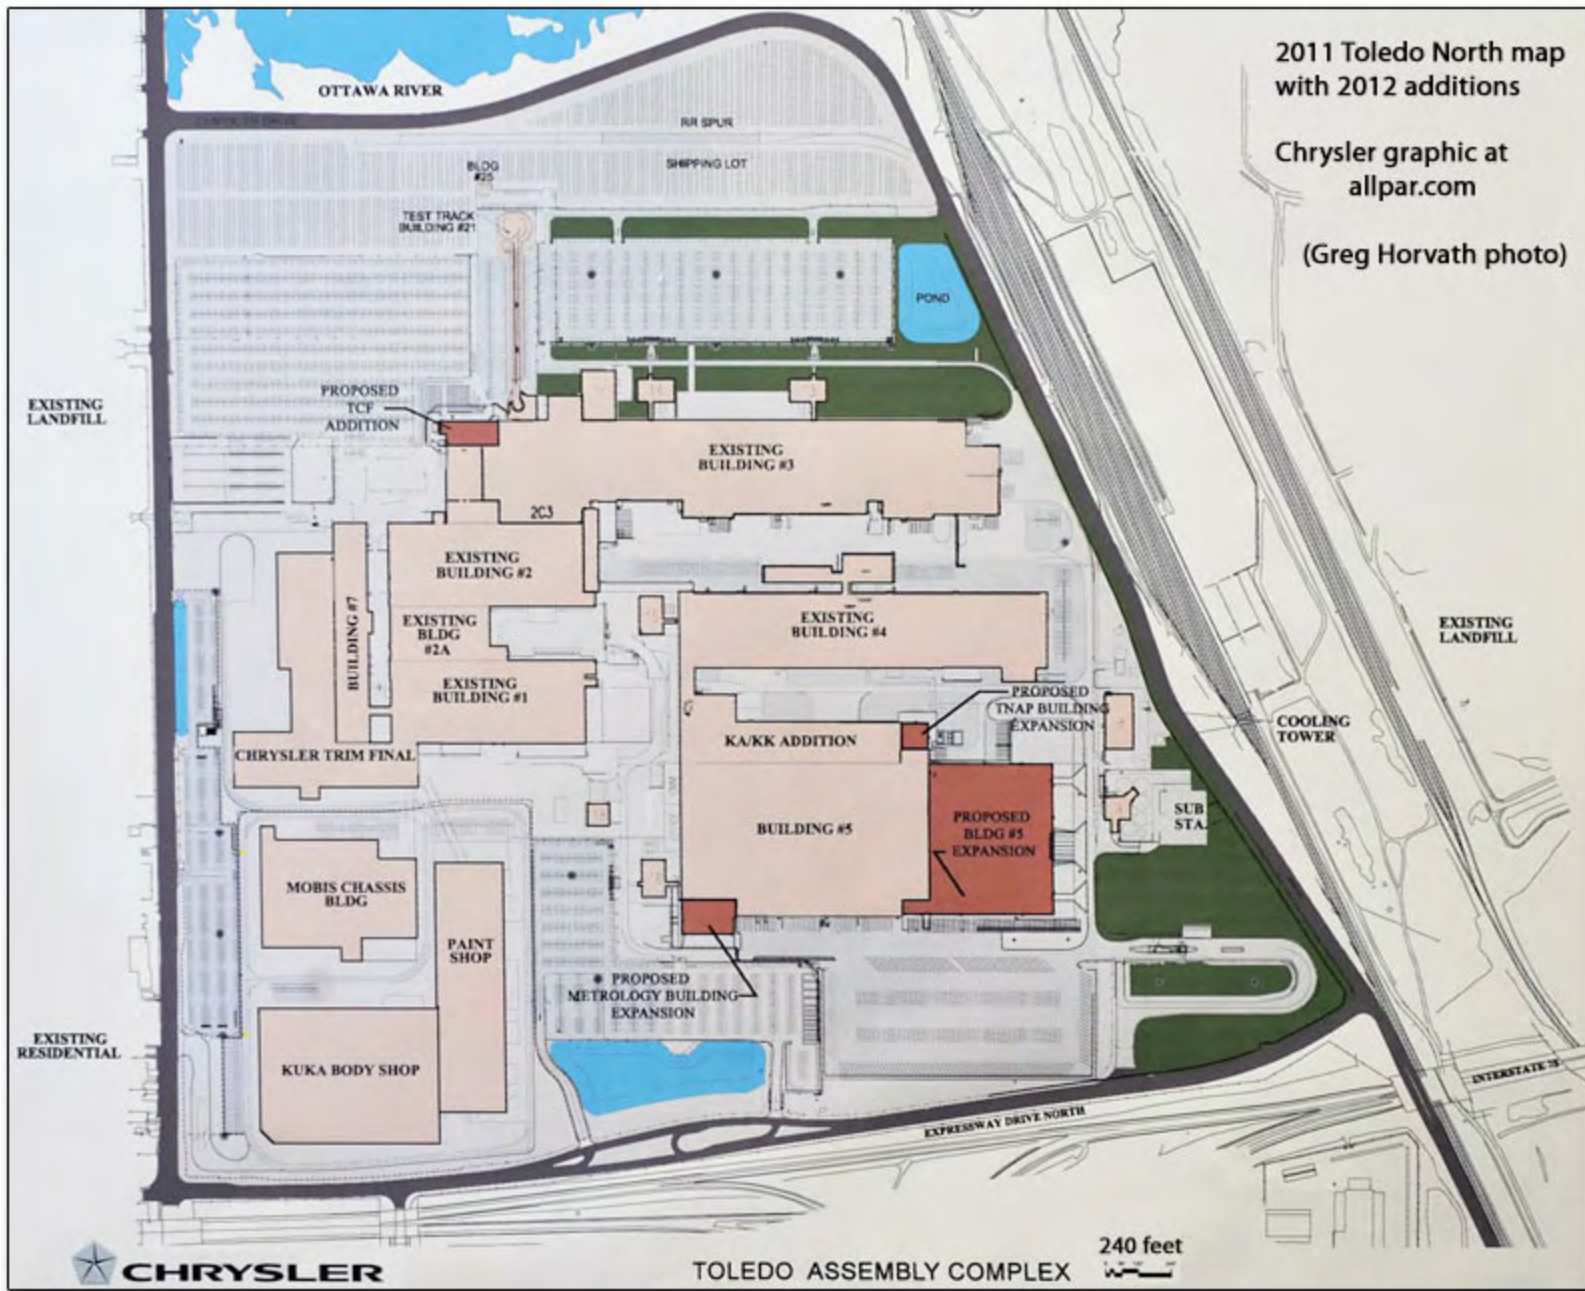 2011 Toledo North map
with 2012 additions
Chrysler graphic at
allpar.com
(Greg Horvath photo)
OTTAWA RIVER
CHRYSLER DRIVE
RR SPUR
SHIPPING LOT
BLDG
#25
TEST TRACK
BUILDING #21
POND
PROPOSED
TCF
ADDITION
EXISTING
LANDFILL
EXISTING
BUILDING #3
2C3
EXISTING
BUILDING #2
BUILDING #7
EXISTING
BLDG
#2A
EXISTING
BUILDING #4
EXISTING
LANDFILL
EXISTING
BUILDING #1
PROPOSED
TNAP BUILDING
EXPANSION
COOLING
TOWER
CHRYSLER TRIM FINAL
KA/KK ADDITION
BUILDING #5
PROPOSED
BLDG #5
EXPANSION
SUB
STA.
MOBIS CHASSIS
BLDG
PAINT
SHOP
PROPOSED
METROLOGY BUILDING
EXPANSION
EXISTING
RESIDENTIAL
KUKA BODY SHOP
INTERSTATE 75
EXPRESSWAY DRIVE NORTH
CHRYSLER
TOLEDO ASSEMBLY COMPLEX
240 feet